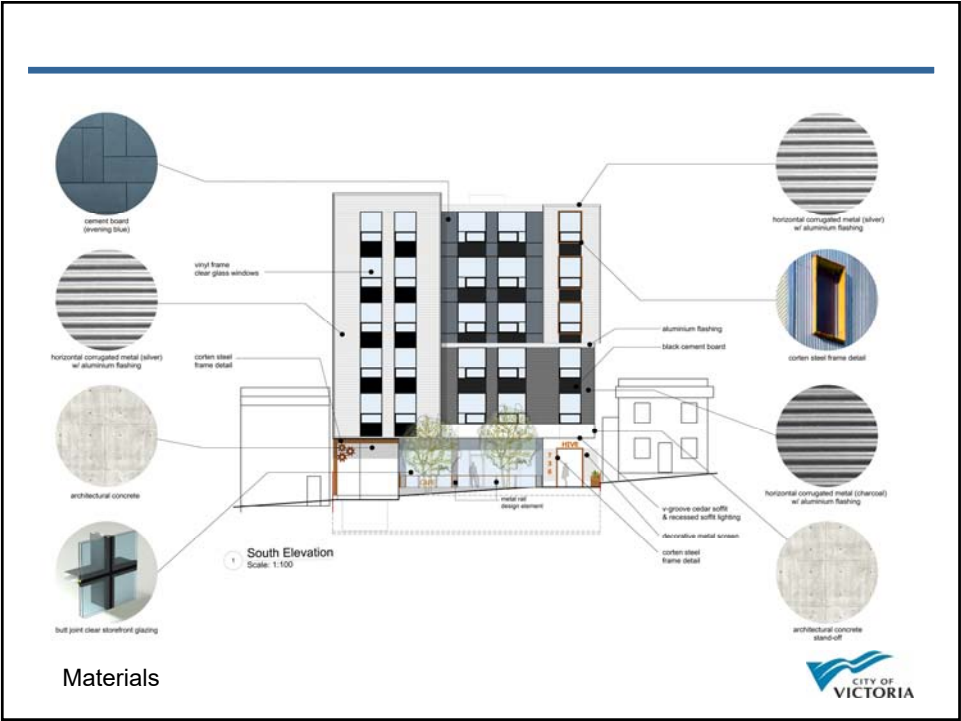 cement board
(evening blue)
horizontal corrugated metal (silver)
w/ aluminium flashing
vinyl frame
clear glass windows
corten steel frame detail
aluminium flashing
black cement board
horizontal corrugated metal (silver)
w/ aluminium flashing
corten steel
frame detail
architectural concrete
horizontal corrugated metal (charcoal)
w/ aluminium flashing
HIVE
metal rail
design element
v-groove cedar soffit
& recessed soffit lighting
decorative metal screen
corten steel
frame detail
butt joint clear storefront glazing
architectural concrete
stand-off
1
South Elevation
Scale: 1:100
Materials
CITY OF
VICTORIA